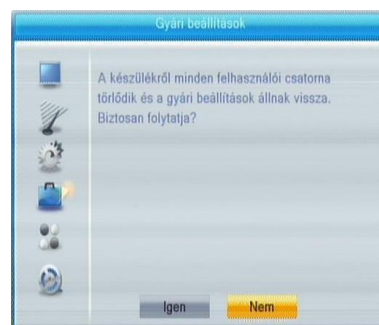 Gyári beállítások
A készülékről minden felhasználói csatorna
törlődik és a gyári beállítások állnak vissza.
Biztosan folytatja?
Igen
Nem